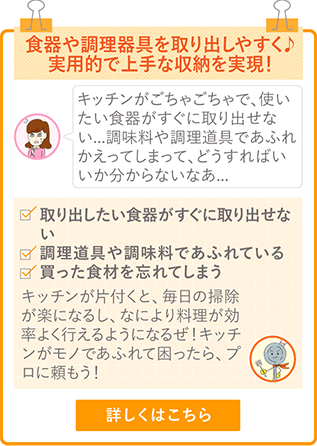 食器や調理器具を取り出しやすく♪
実用的で上手な収納を実現！
キッチンがごちゃごちゃで、使い
たい食器がすぐに取り出せな
い…調味料や調理道具であふれ
かえってしまって、どうすればい
いか分からないなあ…
取り出したい食器がすぐに取り出せな
い
調理道具や調味料であふれている
買った食材を忘れてしまう
キッチンが片付くと、毎日の掃除
が楽になるし、なにより料理が効
率よく行えるようになるぜ！キッチ
ンがモノであふれて困ったら、プ
ロに頼もう！
詳しくはこちら